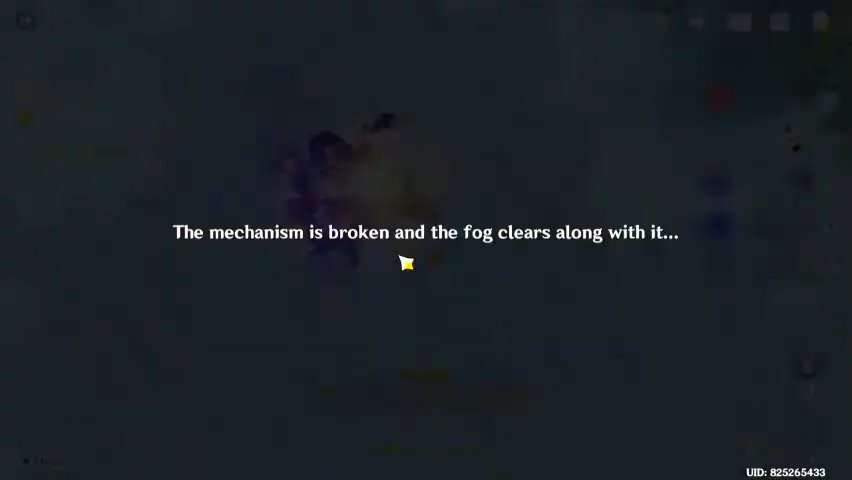 The mechanism is broken and the fog clears along with it...
UID: 825265433